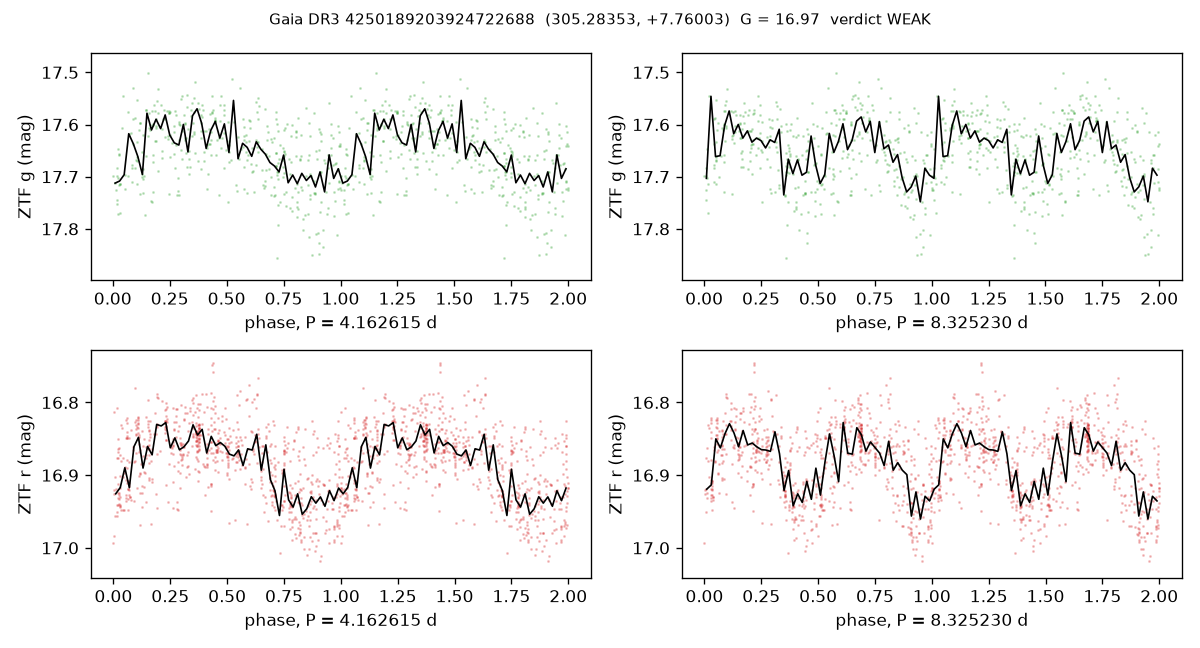 Gaia DR3 4250189203924722688  (305.28353, +7.76003)  G = 16.97  verdict WEAK
ZTF g (mag)
17.5
17.6
17.7
17.8
0.00 0.25 0.50 0.75 1.00 1.25 1.50 1.75 2.00
phase, P = 4.162615 d
ZTF g (mag)
17.5
17.6
17.7
17.8
0.00 0.25 0.50 0.75 1.00 1.25 1.50 1.75 2.00
phase, P = 8.325230 d
ZTF r (mag)
16.8
16.9
17.0
0.00 0.25 0.50 0.75 1.00 1.25 1.50 1.75 2.00
phase, P = 4.162615 d
ZTF r (mag)
16.8
16.9
17.0
0.00 0.25 0.50 0.75 1.00 1.25 1.50 1.75 2.00
phase, P = 8.325230 d